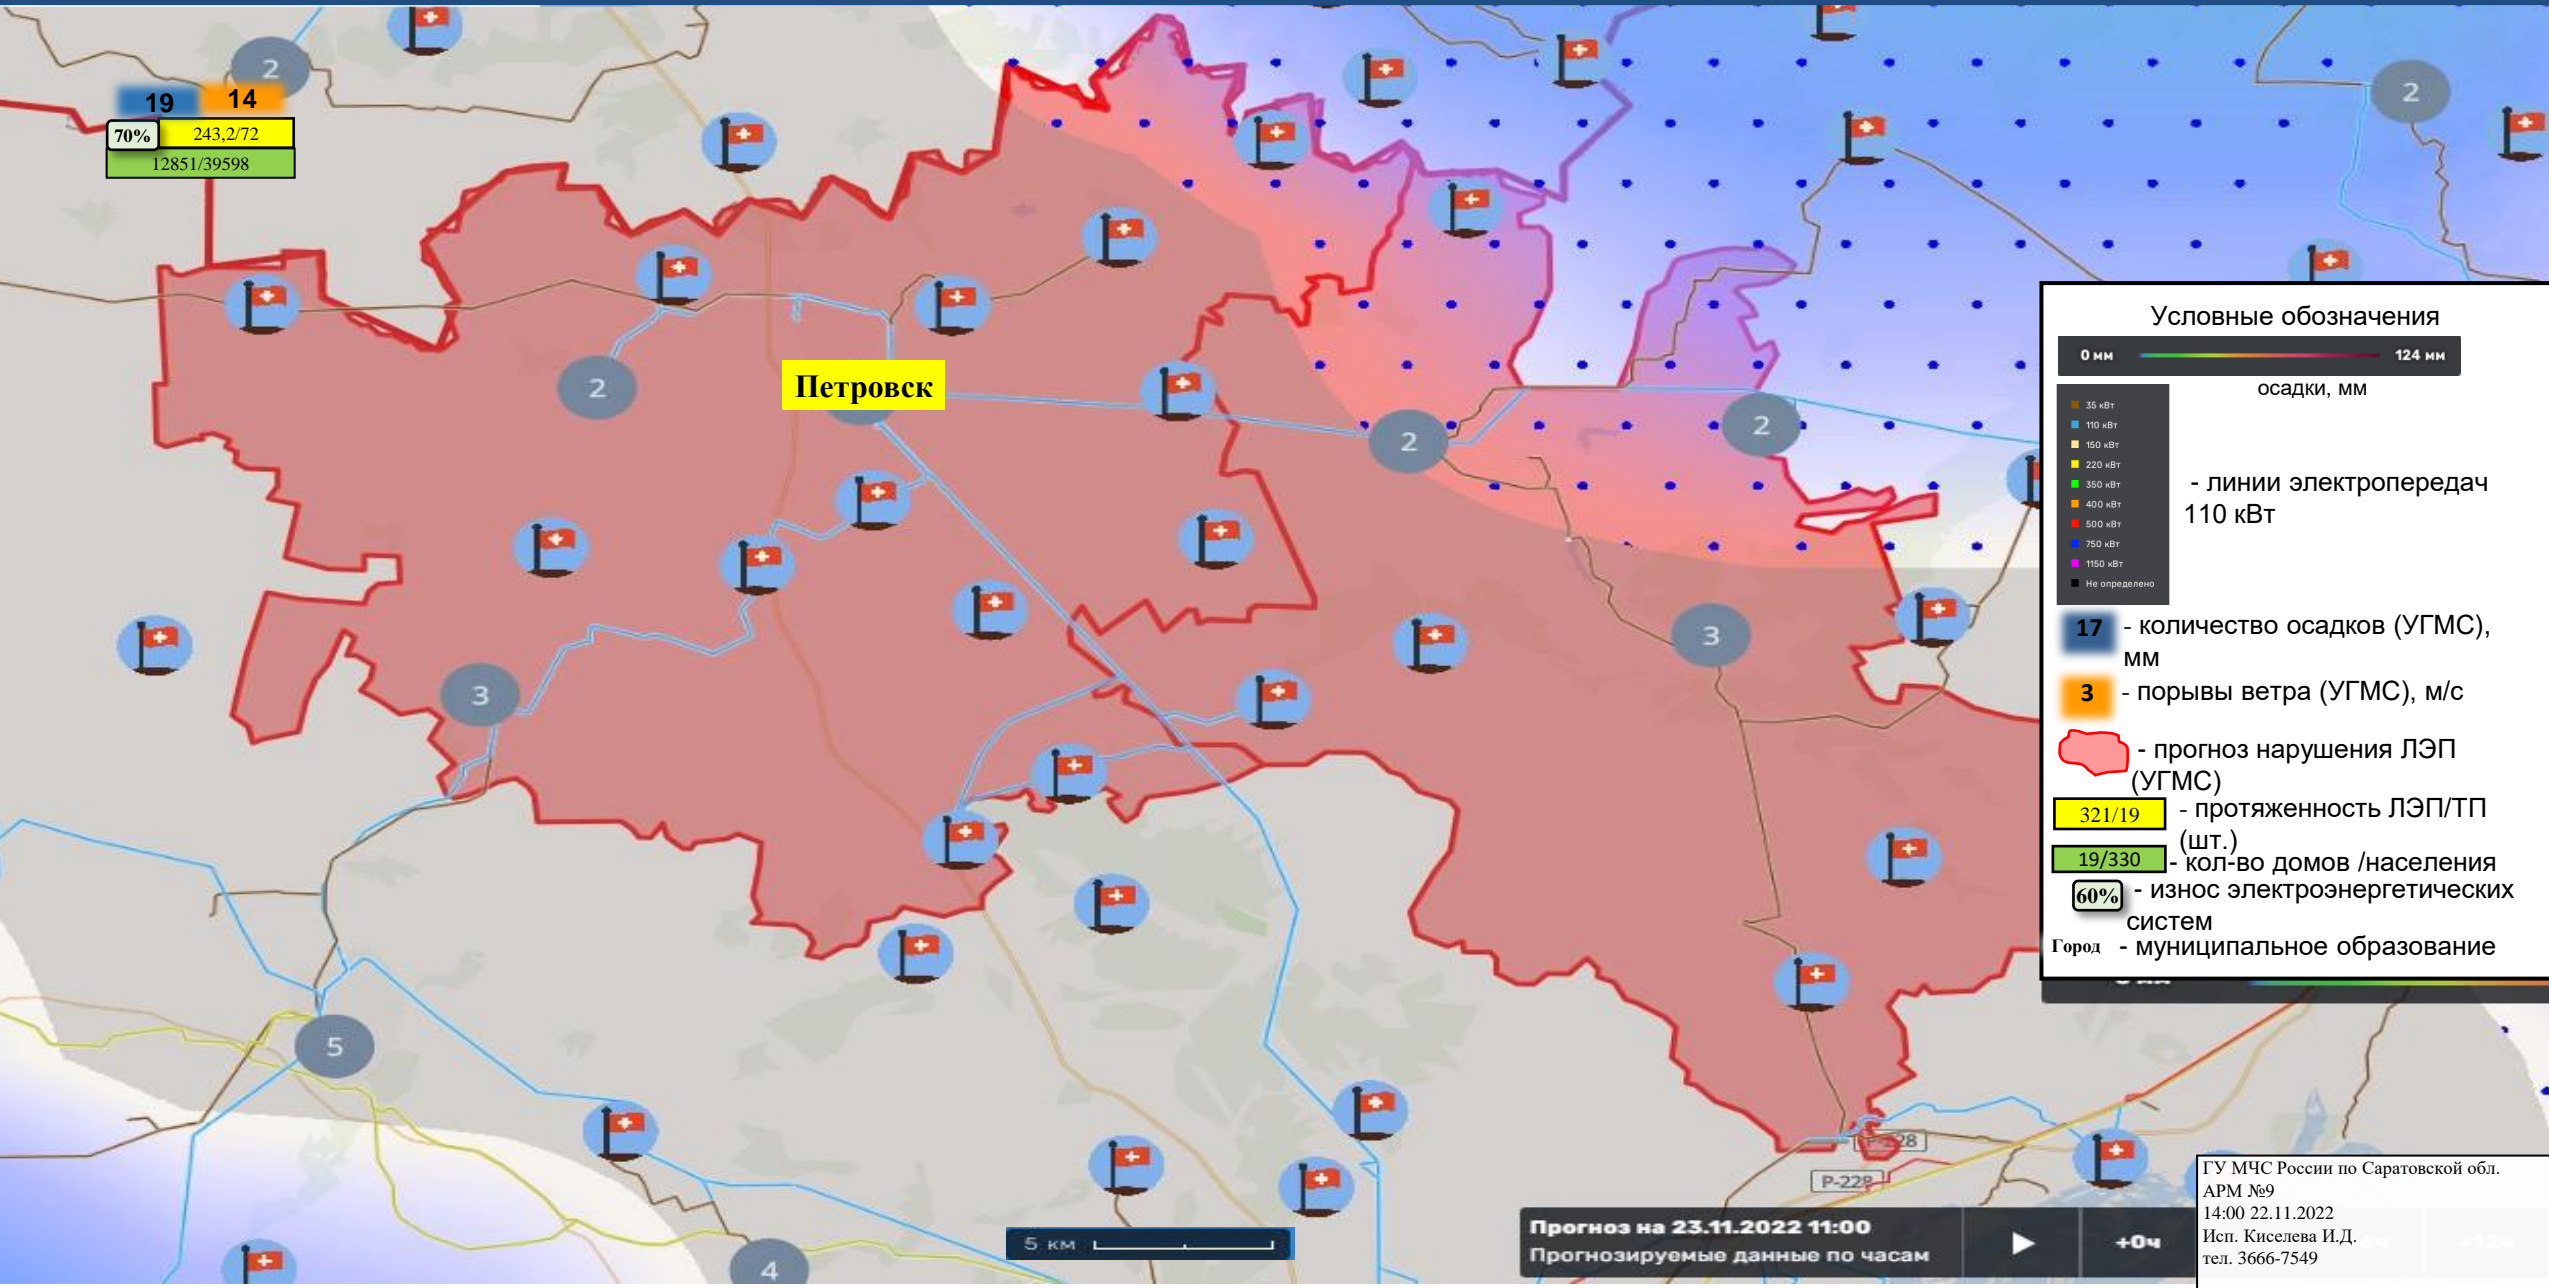 2
19
14
70%
243,2/72
12851/39598
2
Петровск
2
2
2
3
3
5
4
Условные обозначения
0 мм
124 мм
осадки, мм
35 кВт
110 кВт
150 кВт
220 кВт
350 кВт
400 кВт
500 кВт
750 кВт
1150 кВт
Не определено
- линии электропередач
110 кВт
17 - количество осадков (УГМС),
мм
3 - порывы ветра (УГМС), м/с
- прогноз нарушения ЛЭП
(УГМС)
321/19 - протяженность ЛЭП/ТП
(шт.)
19/330 - кол-во домов /населения
60% - износ электроэнергетических
систем
Город - муниципальное образование
Р-228
Р-228
5 км
Прогноз на 23.11.2022 11:00
Прогнозируемые данные по часам
+0ч
ГУ МЧС России по Саратовской обл.
АРМ №9
14:00 22.11.2022
Исп. Киселева И.Д.
тел. 3666-7549